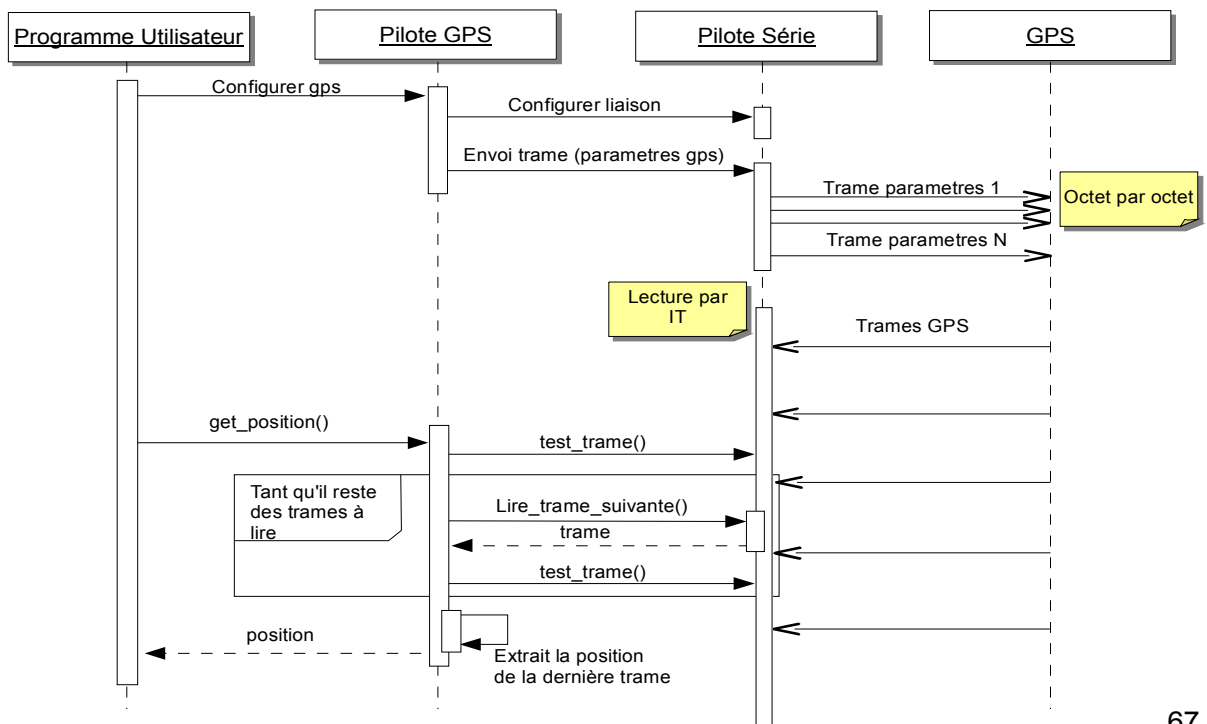 Programme Utilisateur
Pilote GPS
Pilote Série
GPS
Configurer gps
Configurer liaison
Envoi trame (parametres gps)
Trame parametres 1
Octet par octet
Trame parametres N
Lecture par
IT
Trames GPS
get_position()
test_trame()
Tant qu'il reste
des trames à
lire
Lire_trame_suivante()
trame
test_trame()
position
Extrait la position
de la dernière trame
67